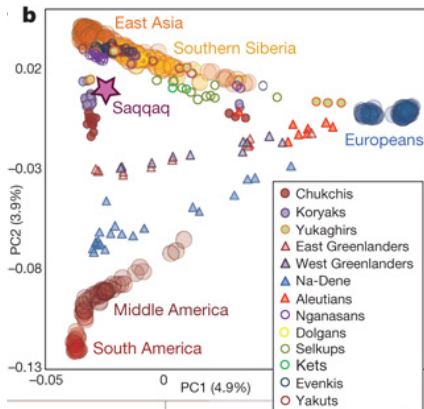 b
East Asia
Southern Siberia
0.02
Saqqaq
Europeans
−0.03
PC2 (3.9%)
Chukchis
Koryaks
Yukaghirs
East Greenlanders
West Greenlanders
Na-Dene
Aleutians
Nganasans
Dolgans
Selkups
Kets
Evenkis
Yakuts
−0.08
Middle America
South America
−0.13
−0.05
0
PC1 (4.9%)